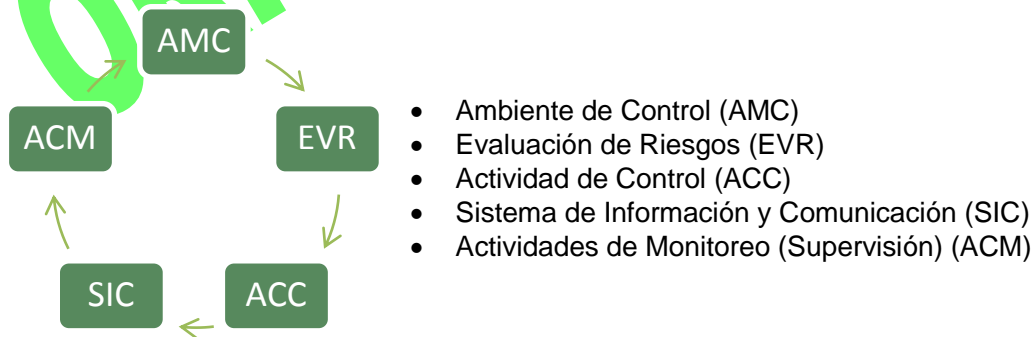 AMC
ACM
EVR
SIC
ACC
• Ambiente de Control (AMC)
• Evaluación de Riesgos (EVR)
• Actividad de Control (ACC)
• Sistema de Información y Comunicación (SIC)
• Actividades de Monitoreo (Supervisión) (ACM)